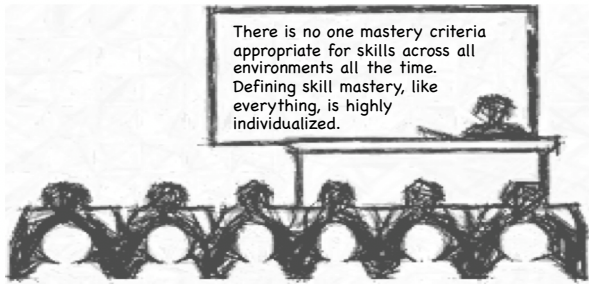 There is no one mastery criteria
appropriate for skills across all
environments all the time.
Defining skill mastery, like
everything, is highly
individualized.